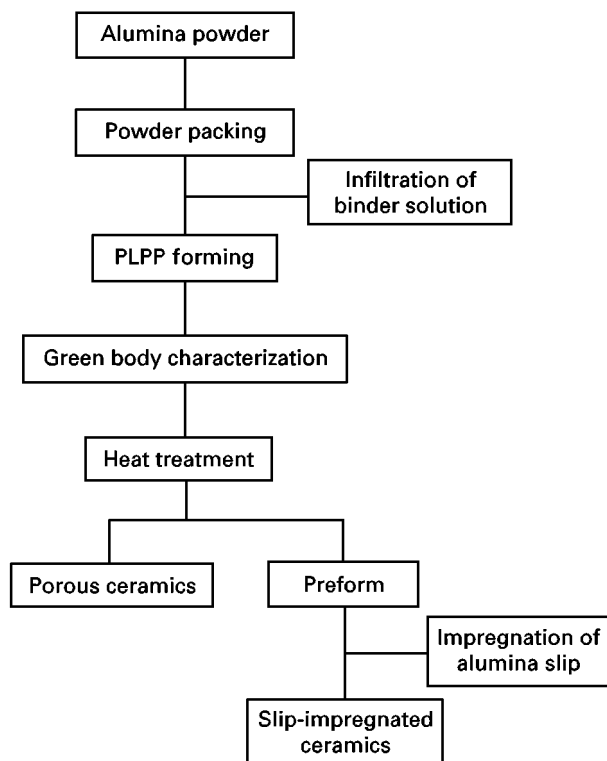 Alumina powder
Powder packing
Infiltration of
binder solution
PLPP forming
Green body characterization
Heat treatment
Porous ceramics
Preform
Impregnation of
alumina slip
Slip-impregnated
ceramics